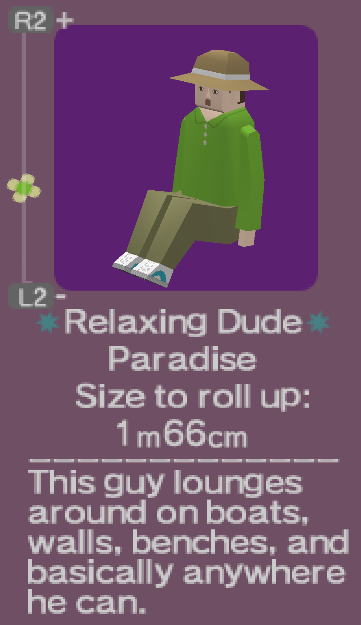 R2 +
L2 -
Relaxing Dude
Paradise
Size to roll up:
1m66cm
This guy lounges
around on boats,
walls, benches, and
basically anywhere
he can.